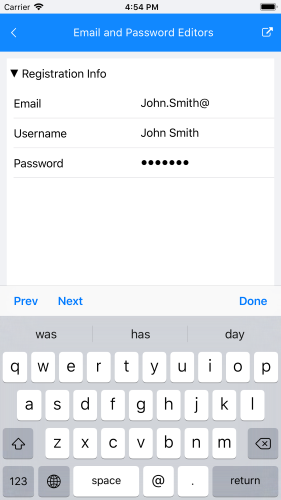 Carrier 4:54 PM
Email and Password Editors
▼ Registration Info
Email John.Smith@
Username John Smith
Password •••••••
Prev Next Done
was has day
q w e r t y u i o p
a s d f g h j k l
z x c v b n m
123 space @ . return